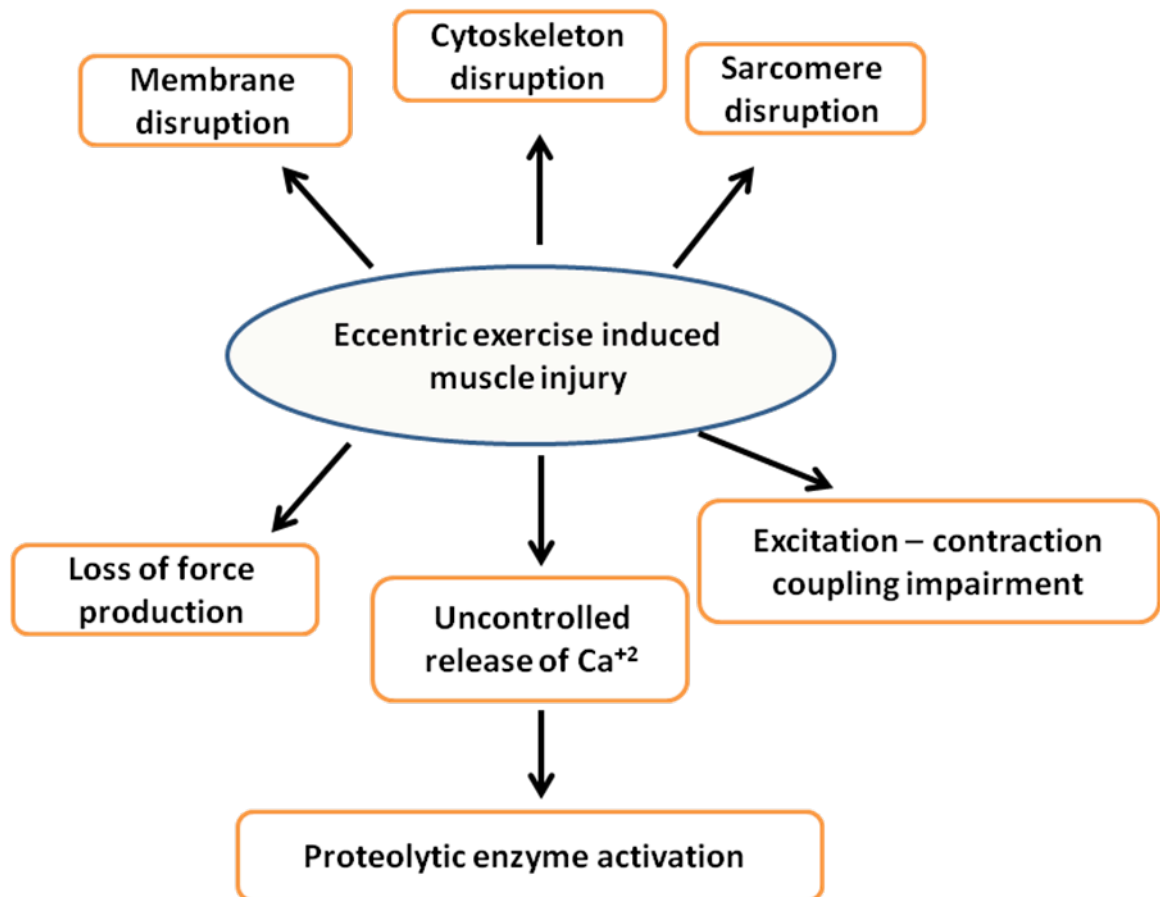 Membrane
disruption
Cytoskeleton
disruption
Sarcomere
disruption
Eccentric exercise induced
muscle injury
Loss of force
production
Uncontrolled
release of Ca⁺²
Excitation – contraction
coupling impairment
Proteolytic enzyme activation